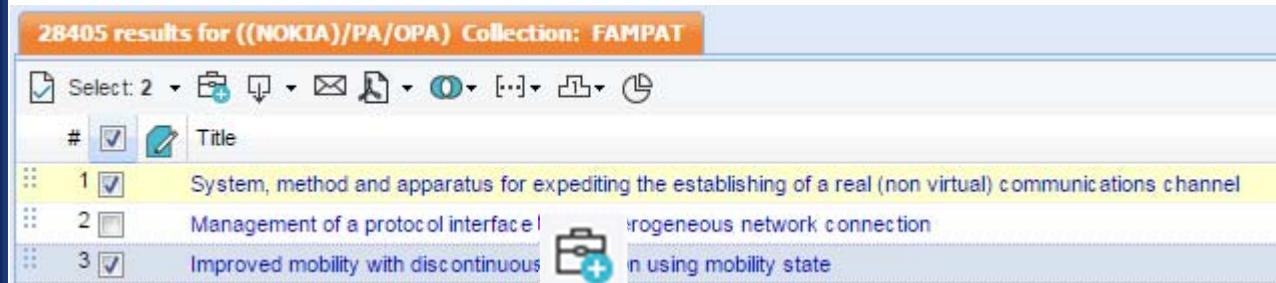 28405 results for ((NOKIA)/PA/OPA) Collection: FAMPAT
Select: 2
# Title
1 System, method and apparatus for expediting the establishing of a real (non virtual) communications channel
2 Management of a protocol interface network connection
3 Improved mobility with discontinuous using mobility state